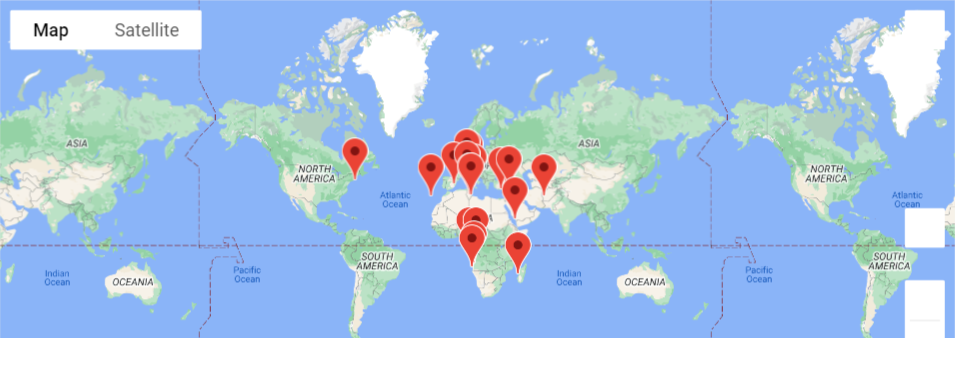 Map
Satellite
ASIA
NORTH
AMERICA
Atlantic
Ocean
ASIA
NORTH
AMERICA
Atlantic
Ocean
A
Indian
Ocean
OCEANIA
Pacific
Ocean
SOUTH
AMERICA
Indian
Ocean
OCEANIA
Pacific
Ocean
SOUTH
AMERICA